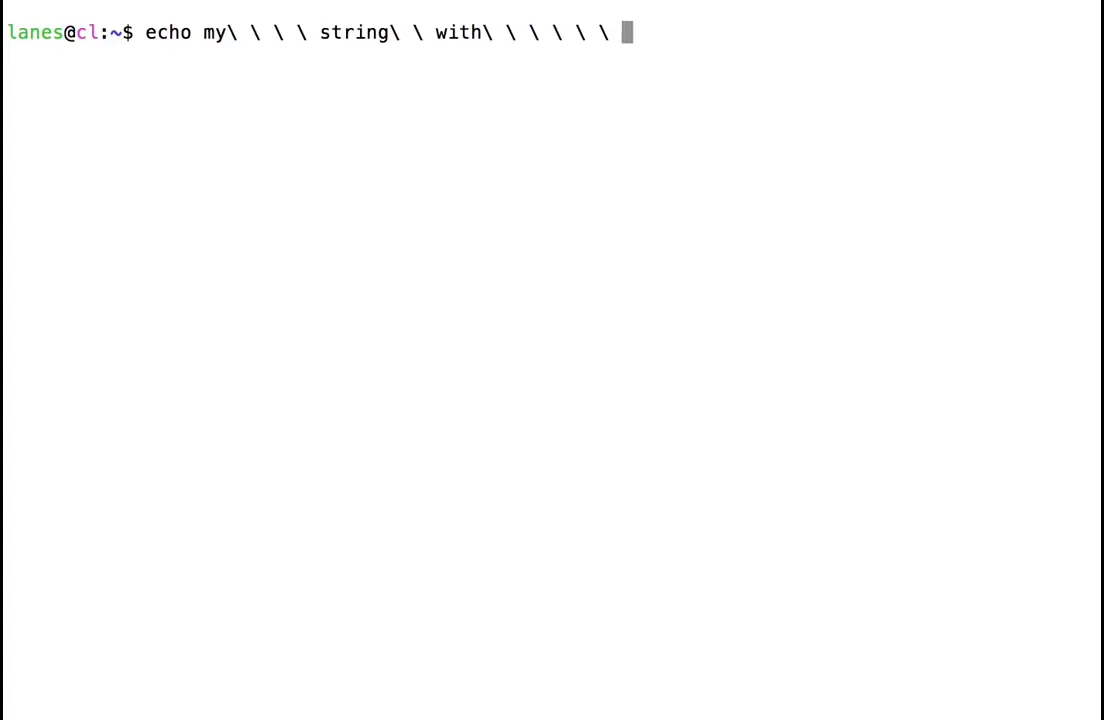 lanes@cl:~$ echo my\ \ \ \ string\ \ with\ \ \ \ \ \